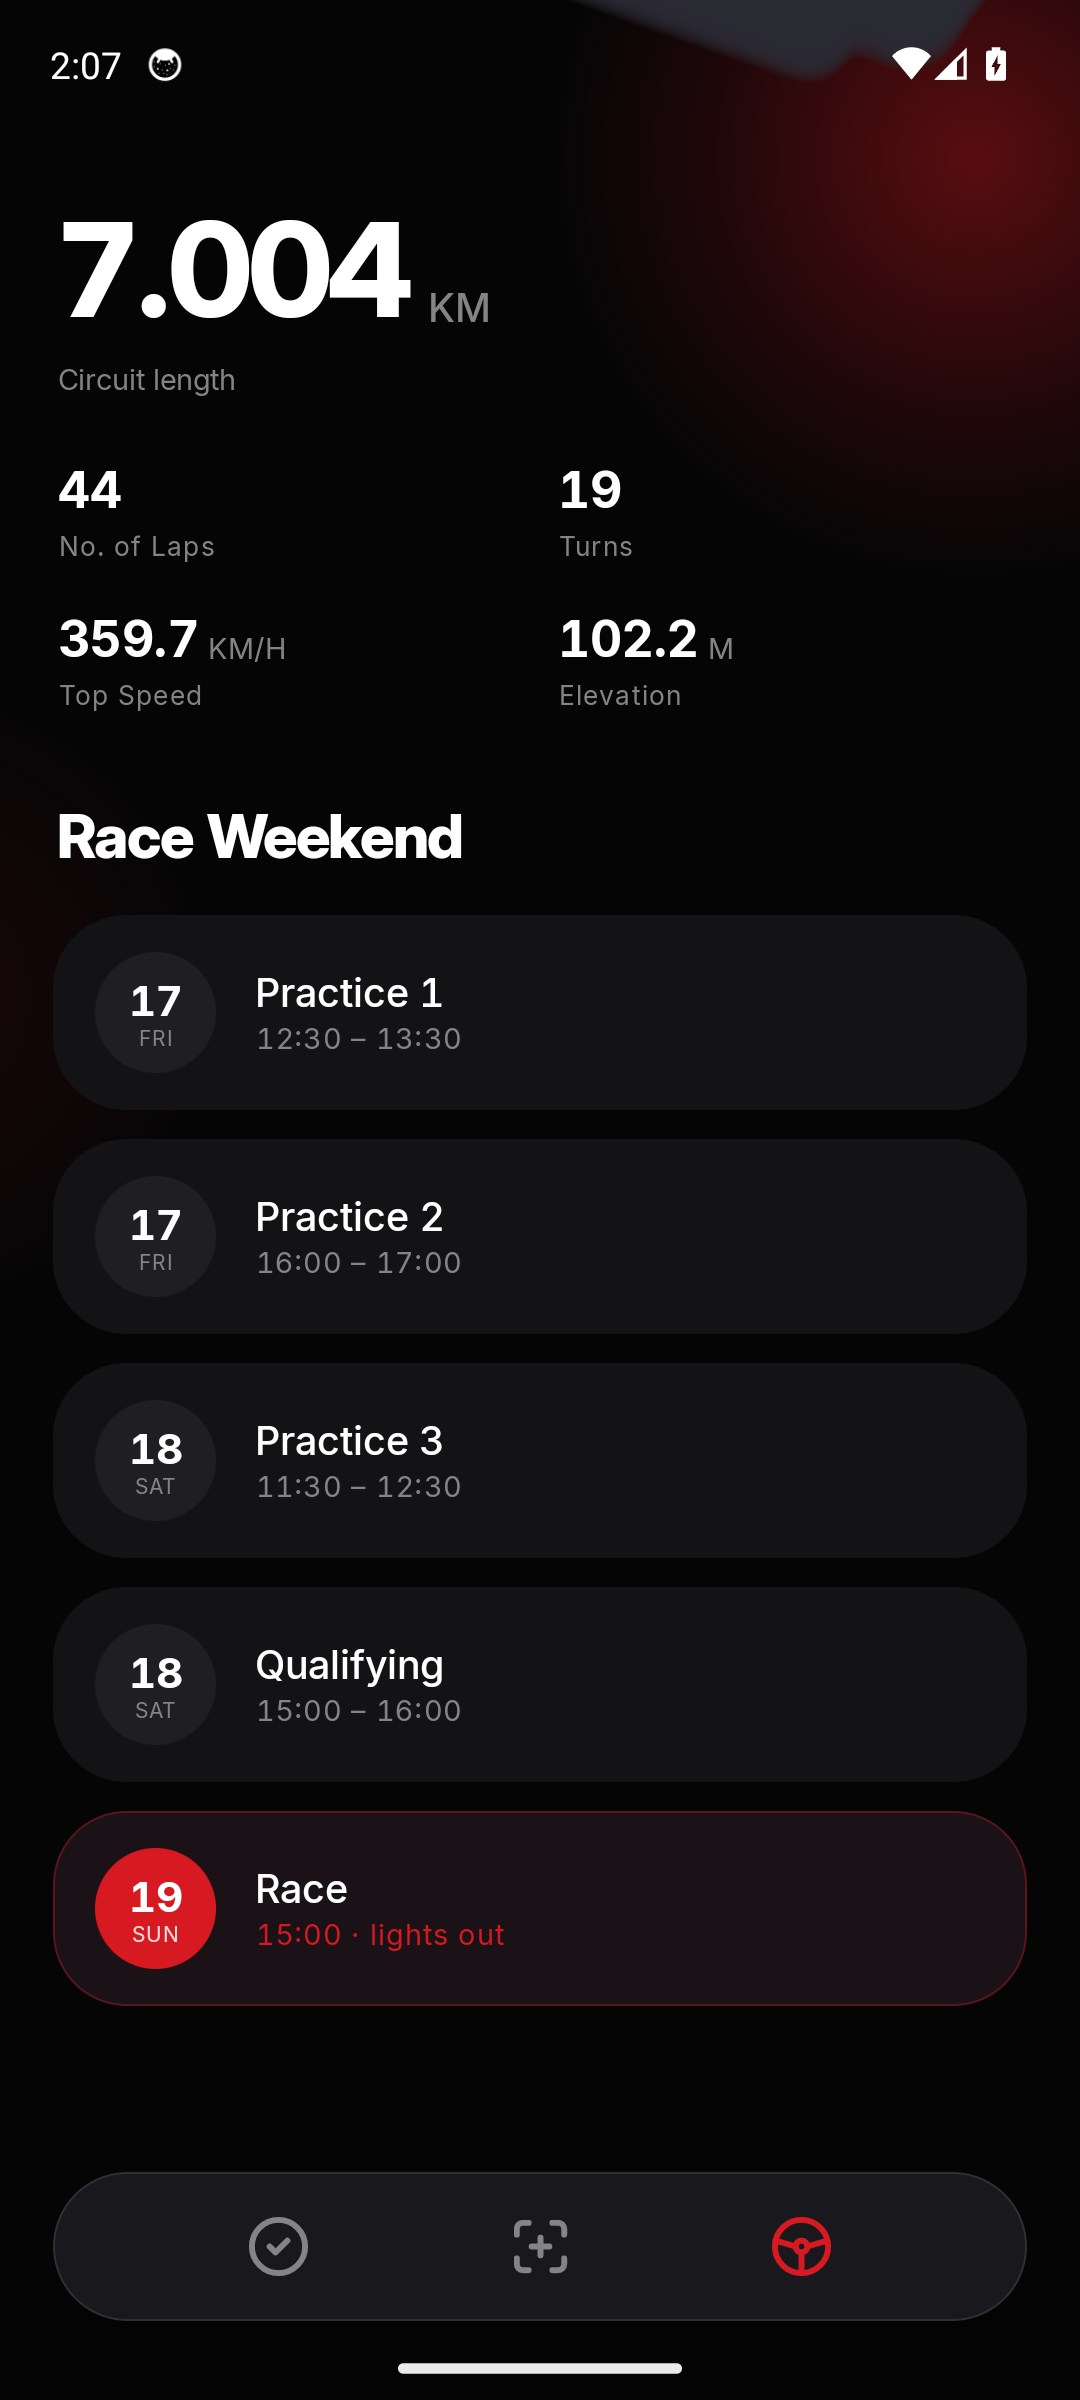 2:07
7.004 KM
Circuit length
44
No. of Laps
19
Turns
359.7 KM/H
Top Speed
102.2 M
Elevation
Race Weekend
17
FRI
Practice 1
12:30 – 13:30
17
FRI
Practice 2
16:00 – 17:00
18
SAT
Practice 3
11:30 – 12:30
18
SAT
Qualifying
15:00 – 16:00
19
SUN
Race
15:00 · lights out